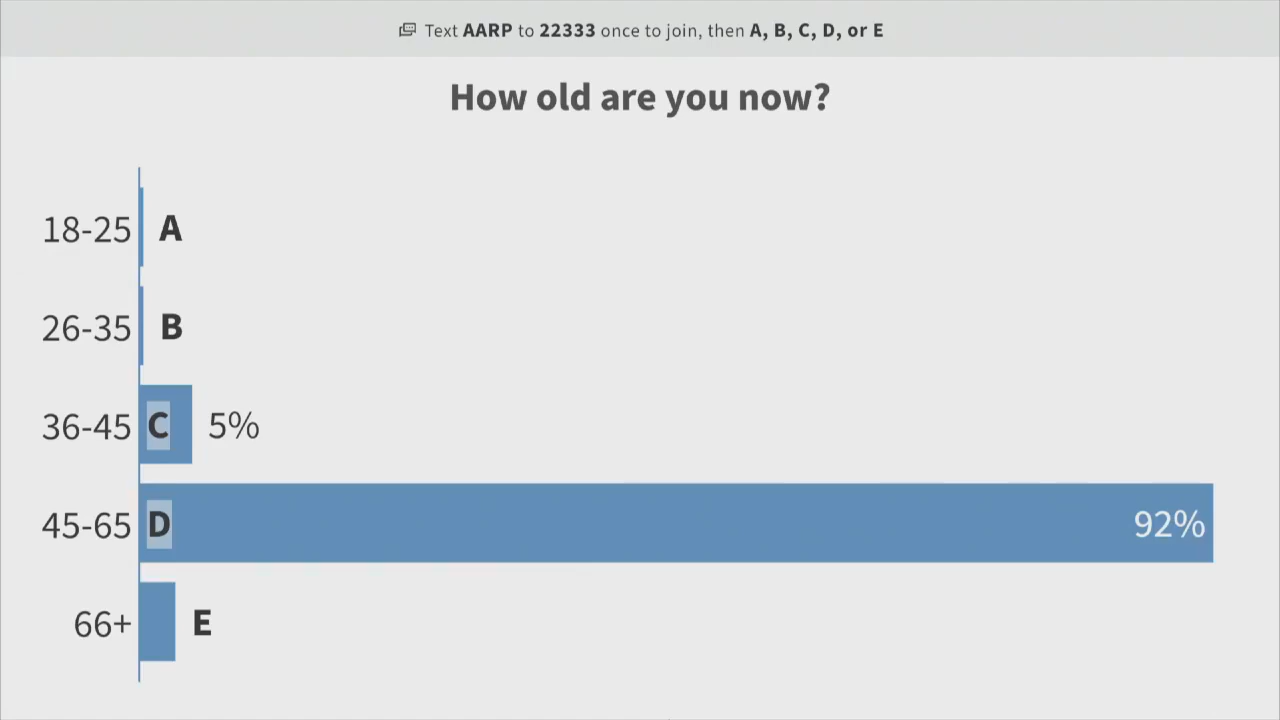 Text AARP to 22333 once to join, then A, B, C, D, or E
How old are you now?
18-25 A
26-35 B
36-45 C 5%
45-65 D 92%
66+ E